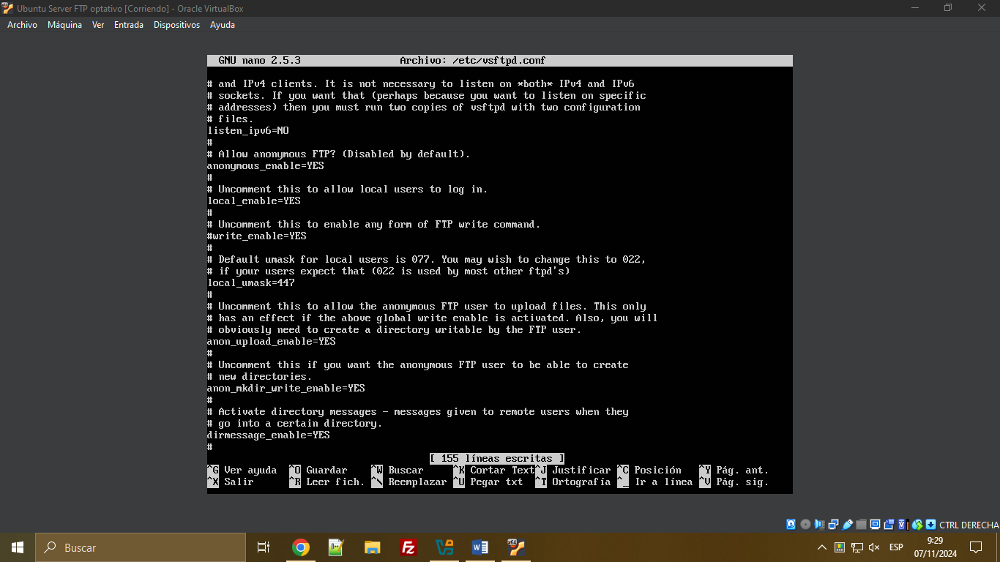 Ubuntu Server FTP optativo [Corriendo] - Oracle VirtualBox
Archivo Máquina Ver Entrada Dispositivos Ayuda
GNU nano 2.5.3 Archivo: /etc/vsftpd.conf
# and IPv4 clients. It is not necessary to listen on *both* IPv4 and IPv6
# sockets. If you want that (perhaps because you want to listen on specific
# addresses) then you must run two copies of vsftpd with two configuration
# files.
listen_ipv6=NO
#
# Allow anonymous FTP? (Disabled by default).
anonymous_enable=YES
#
# Uncomment this to allow local users to log in.
local_enable=YES
#
# Uncomment this to enable any form of FTP write command.
#write_enable=YES
#
# Default umask for local users is 077. You may wish to change this to 022,
# if your users expect that (022 is used by most other ftpd's)
local_umask=447
#
# Uncomment this to allow the anonymous FTP user to upload files. This only
# has an effect if the above global write enable is activated. Also, you will
# obviously need to create a directory writable by the FTP user.
anon_upload_enable=YES
#
# Uncomment this if you want the anonymous FTP user to be able to create
# new directories.
anon_mkdir_write_enable=YES
#
# Activate directory messages - messages given to remote users when they
# go into a certain directory.
dirmessage_enable=YES
#
[ 155 líneas escritas ]
^G Ver ayuda ^O Guardar ^W Buscar ^K Cortar Text ^J Justificar ^C Posición ^Y Pág. ant.
^X Salir ^R Leer fich. ^\ Reemplazar ^U Pegar txt ^T Ortografía ^_ Ir a línea ^V Pág. sig.
CTRL DERECHA
Buscar
ESP
9:29
07/11/2024